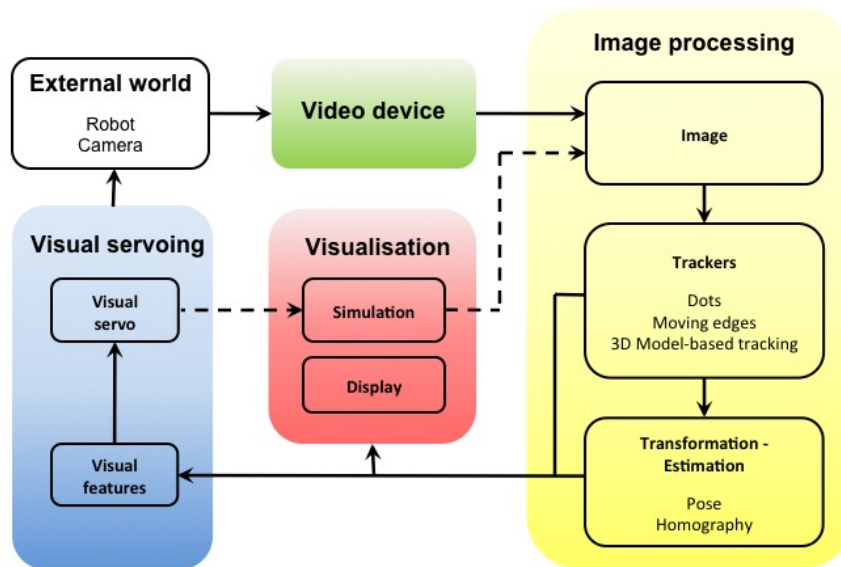 External world
Robot
Camera
Video device
Image processing
Image
Visual servoing
Visual
servo
Visual
features
Visualisation
Simulation
Display
Trackers
Dots
Moving edges
3D Model-based tracking
Transformation -
Estimation
Pose
Homography